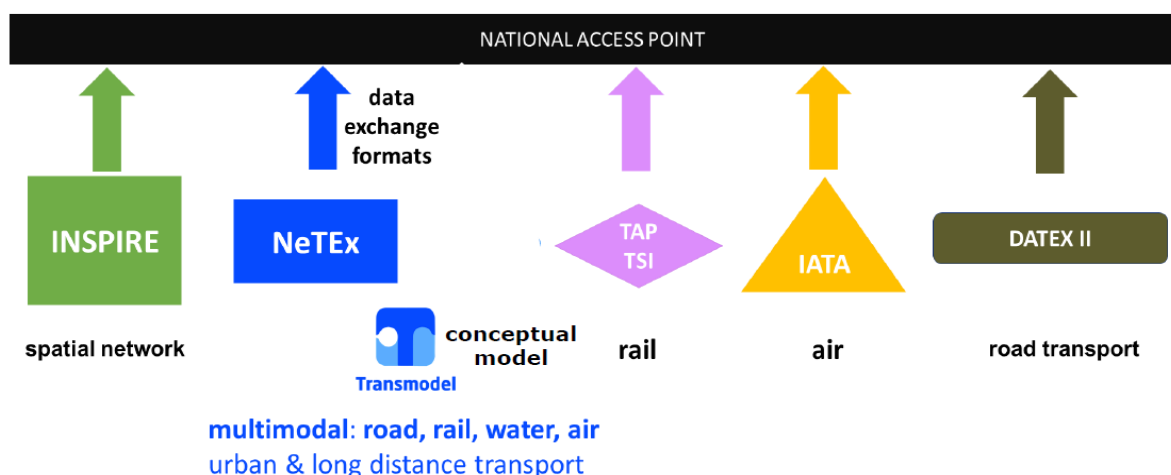 NATIONAL ACCESS POINT
data
exchange
formats
INSPIRE
NeTEx
TAP
TSI
IATA
DATEX II
spatial network
conceptual
model
Transmodel
rail
air
road transport
multimodal: road, rail, water, air
urban & long distance transport